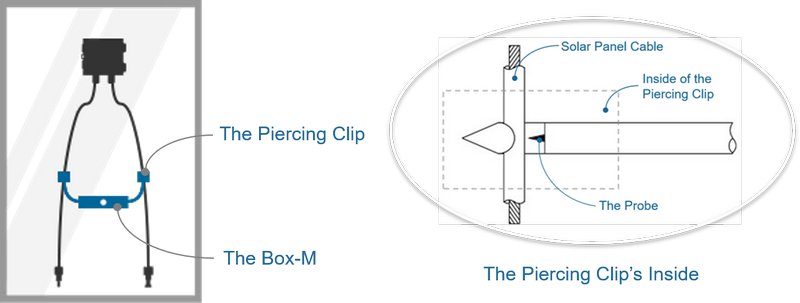 The Piercing Clip
The Box-M
Solar Panel Cable
Inside of the
Piercing Clip
The Probe
The Piercing Clip's Inside